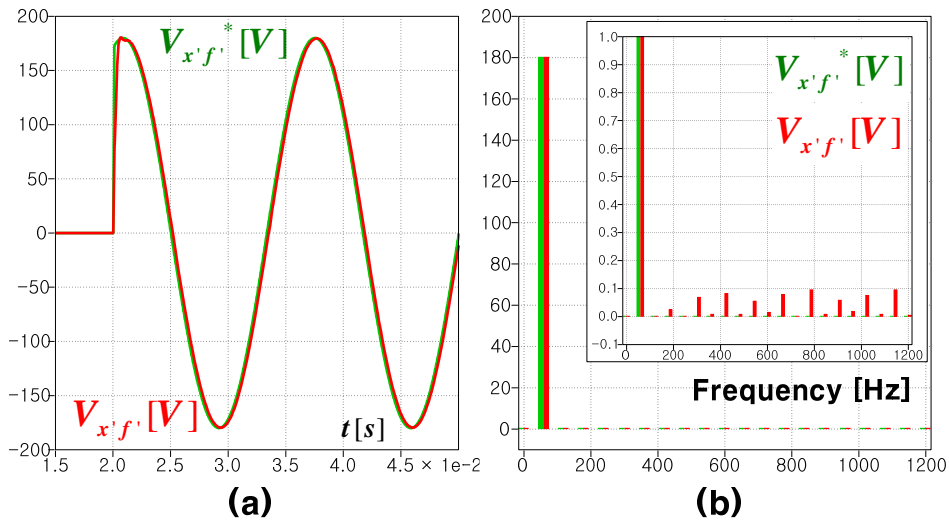 200
150
100
50
0
−50
−100
−150
−200
V_{x'f'}^*[V]
V_{x'f'}[V]
t[s]
1.5 2.0 2.5 3.0 3.5 4.0 4.5 × 1e-2
(a)
200
180
160
140
120
100
80
60
40
20
0
1.0
0.9
0.8
0.7
0.6
0.5
0.4
0.3
0.2
0.1
0.0
-0.1
V_{x'f'}^*[V]
V_{x'f'}[V]
0 200 400 600 800 1000 1200
Frequency [Hz]
0 200 400 600 800 1000 1200
(b)